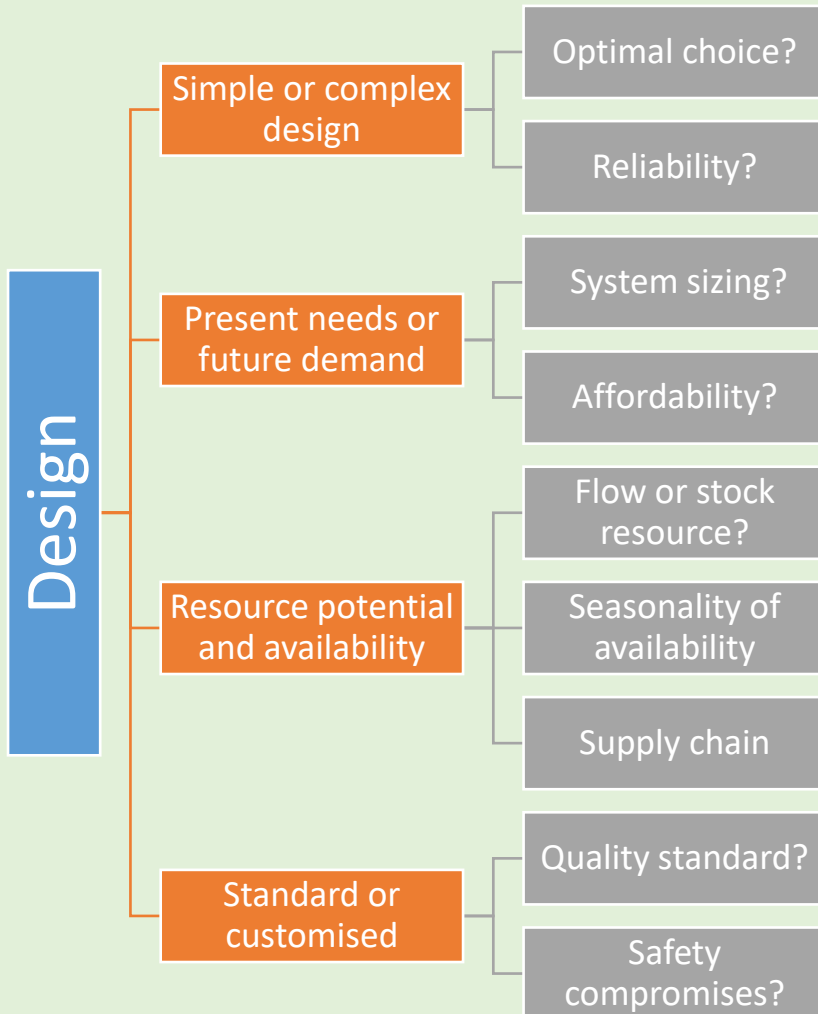 Design
Simple or complex
design
Optimal choice?
Reliability?
Present needs or
future demand
System sizing?
Affordability?
Resource potential
and availability
Flow or stock
resource?
Seasonality of
availability
Supply chain
Standard or
customised
Quality standard?
Safety
compromises?